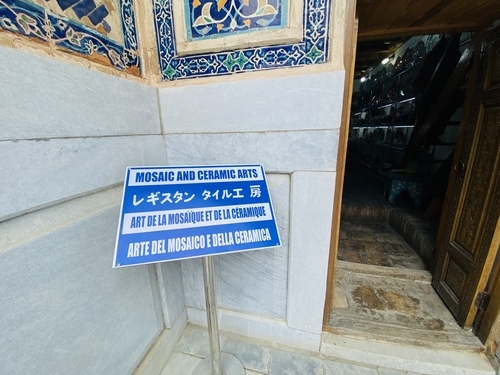 MOSAIC AND CERAMIC ARTS
レギスタン タイル工 房
ART DE LA MOSAÏQUE ET DE LA CÉRAMIQUE
ARTE DEL MOSAICO E DELLA CERAMICA